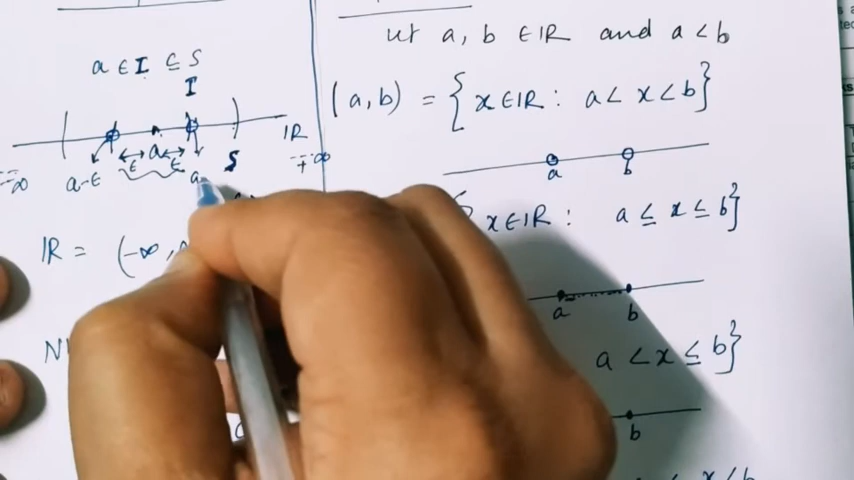 a ∈ I ⊆ S
I
IR
S
-∞
+∞
ε a ε
a-ε
a
IR = (-∞,
N
let a, b ∈ IR and a < b
(a, b) = { x ∈ IR : a < x < b }
a b
x ∈ IR : a ≤ x ≤ b }
a b
a < x ≤ b }
b
x < b